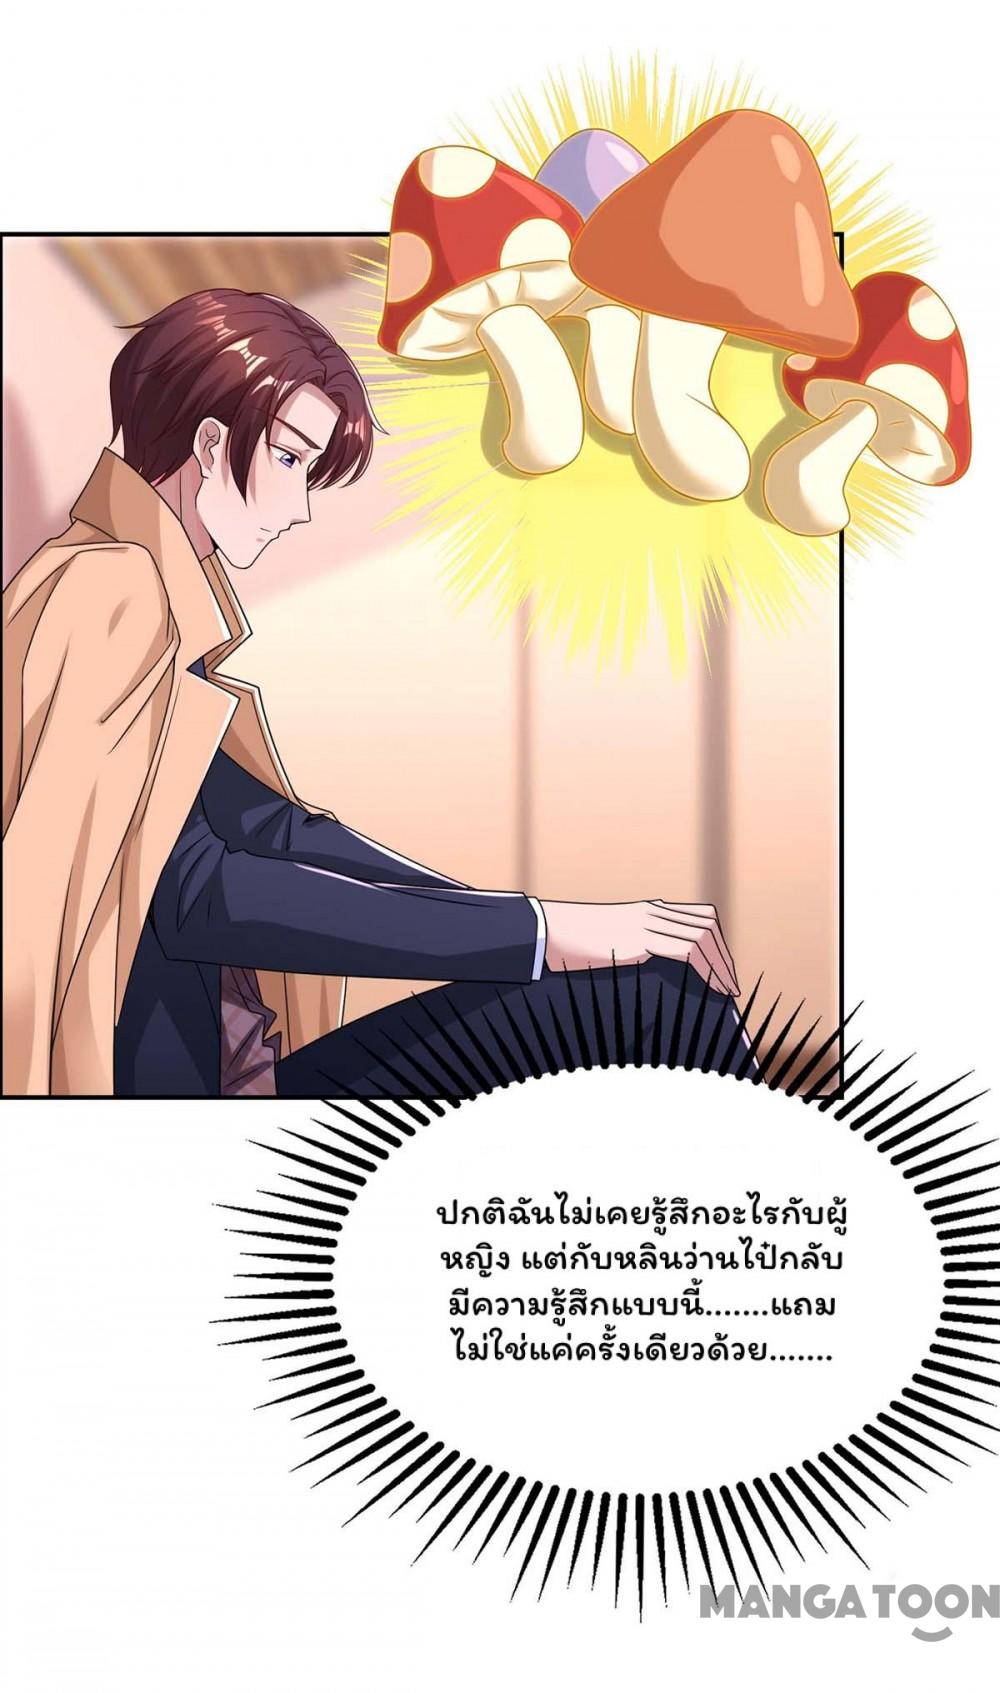 ปกติฉันไม่เคยรู้สึกอะไรกับผู้
หญิง แต่กับหลินว่านไป๋กลับ
มีความรู้สึกแบบนี้.......แถม
ไม่ใช่แค่ครั้งเดียวด้วย.......
MANGATOON